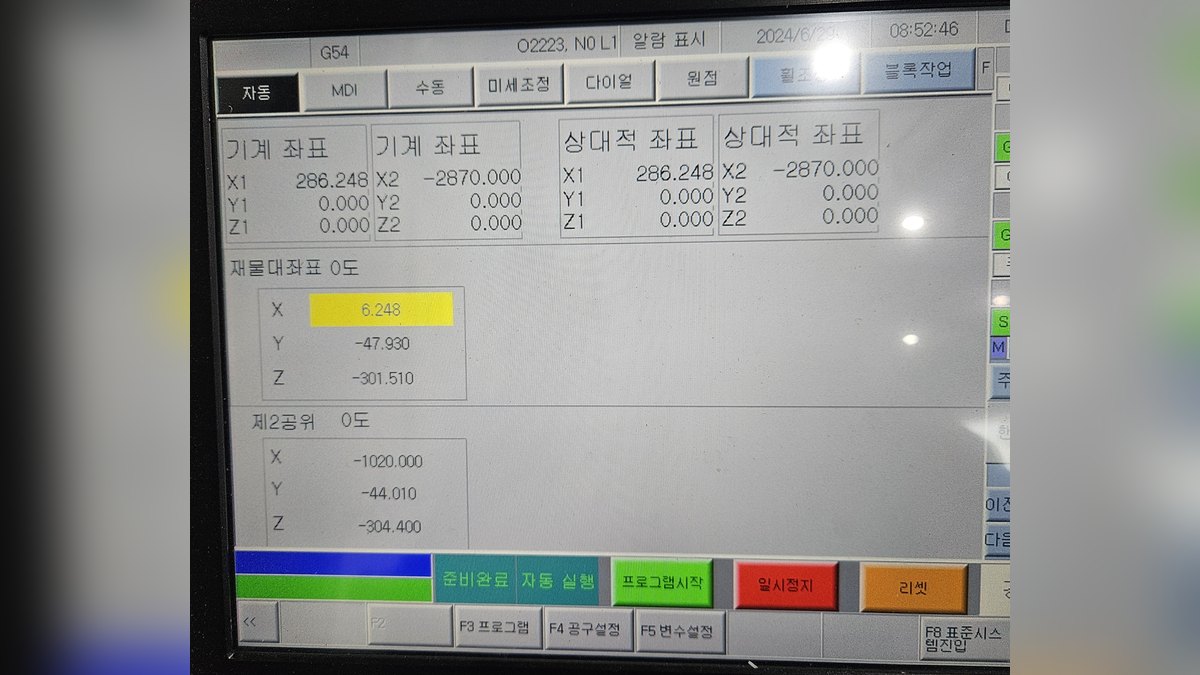 G54 O2223, N0 L1 알람 표시 08:52:46
자동 MDI 수동 미세조정 다이얼 원점 블록작업 F
기계 좌표 기계 좌표 상대적 좌표 상대적 좌표
X1 286.248 X2 -2870.000 X1 286.248 X2 -2870.000
Y1 0.000 Y2 0.000 Y1 0.000 Y2 0.000
Z1 0.000 Z2 0.000 Z1 0.000 Z2 0.000
재물대좌표 0도
X 6.248
Y -47.930
Z -301.510
제2공위 0도
X -1020.000
Y -44.010
Z -304.400
G
G
S
M
주
이전
다음
준비완료 자동 실행 프로그램시작 일시정지 리셋
<< F2 F3 프로그램 F4 공구설정 F5 변수설정 F8 표준시스
템진입